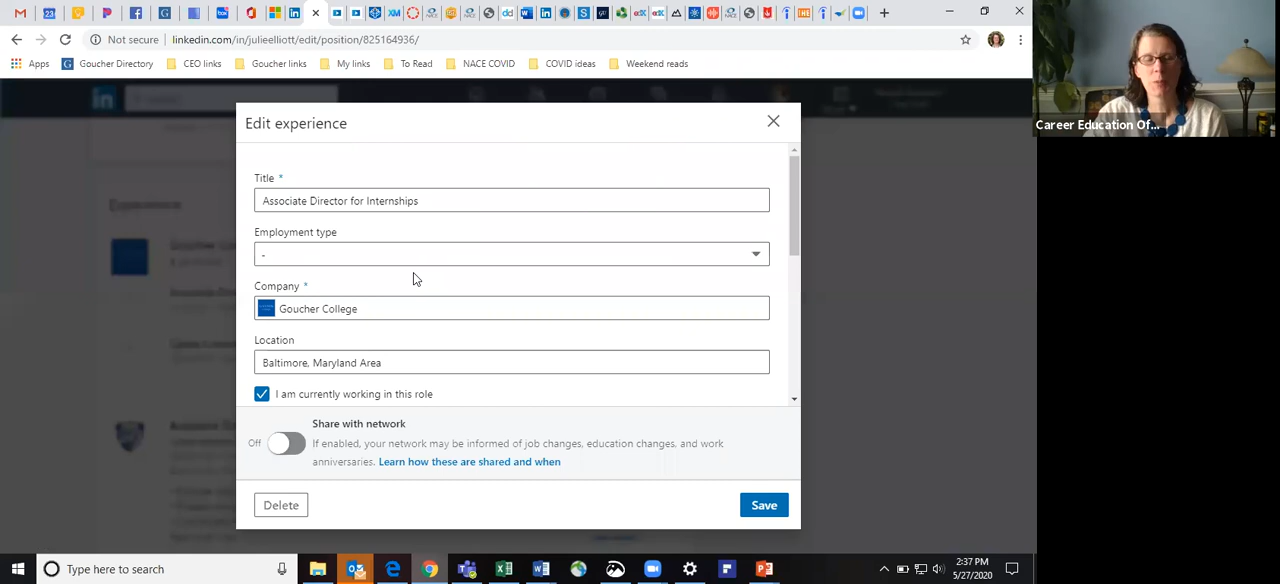 Not secure
linkedin.com/in/julieelliott/edit/position/825164936/
Apps
Goucher Directory
CEO links
Goucher links
My links
To Read
NACE COVID
COVID ideas
Weekend reads
Career Education Of...
Edit experience
Title *
Associate Director for Internships
Employment type
-
Company *
Goucher College
Location
Baltimore, Maryland Area
I am currently working in this role
Share with network
Off
If enabled, your network may be informed of job changes, education changes, and work
anniversaries. Learn how these are shared and when
Delete
Save
Type here to search
2:37 PM
5/27/2020